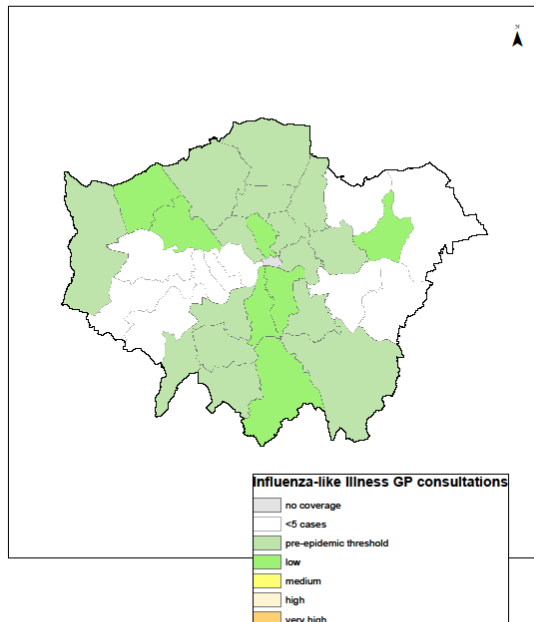 N
Influenza-like Illness GP consultations
no coverage
<5 cases
pre-epidemic threshold
low
medium
high
very high